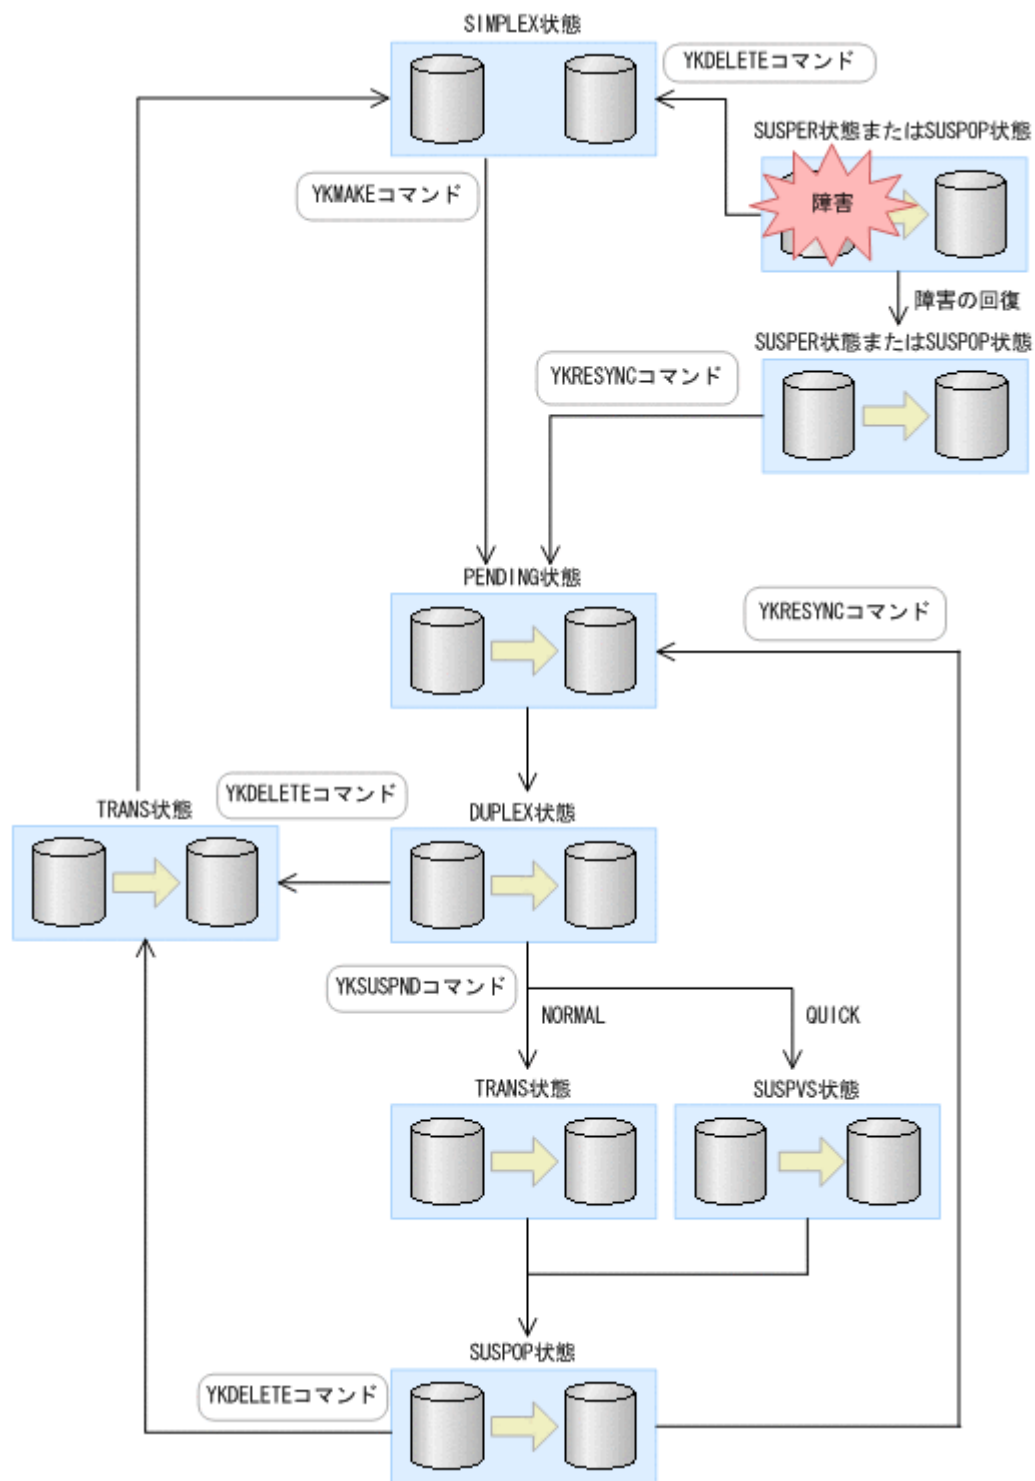 SIMPLEX状態
YKDELETEコマンド
SUSPER状態またはSUSPOP状態
YKMAKEコマンド
障害
障害の回復
SUSPER状態またはSUSPOP状態
YKRESYNCコマンド
PENDING状態
YKRESYNCコマンド
YKDELETEコマンド
TRANS状態
DUPLEX状態
YKSUSPNDコマンド
NORMAL
QUICK
TRANS状態
SUSPVS状態
SUSPOP状態
YKDELETEコマンド